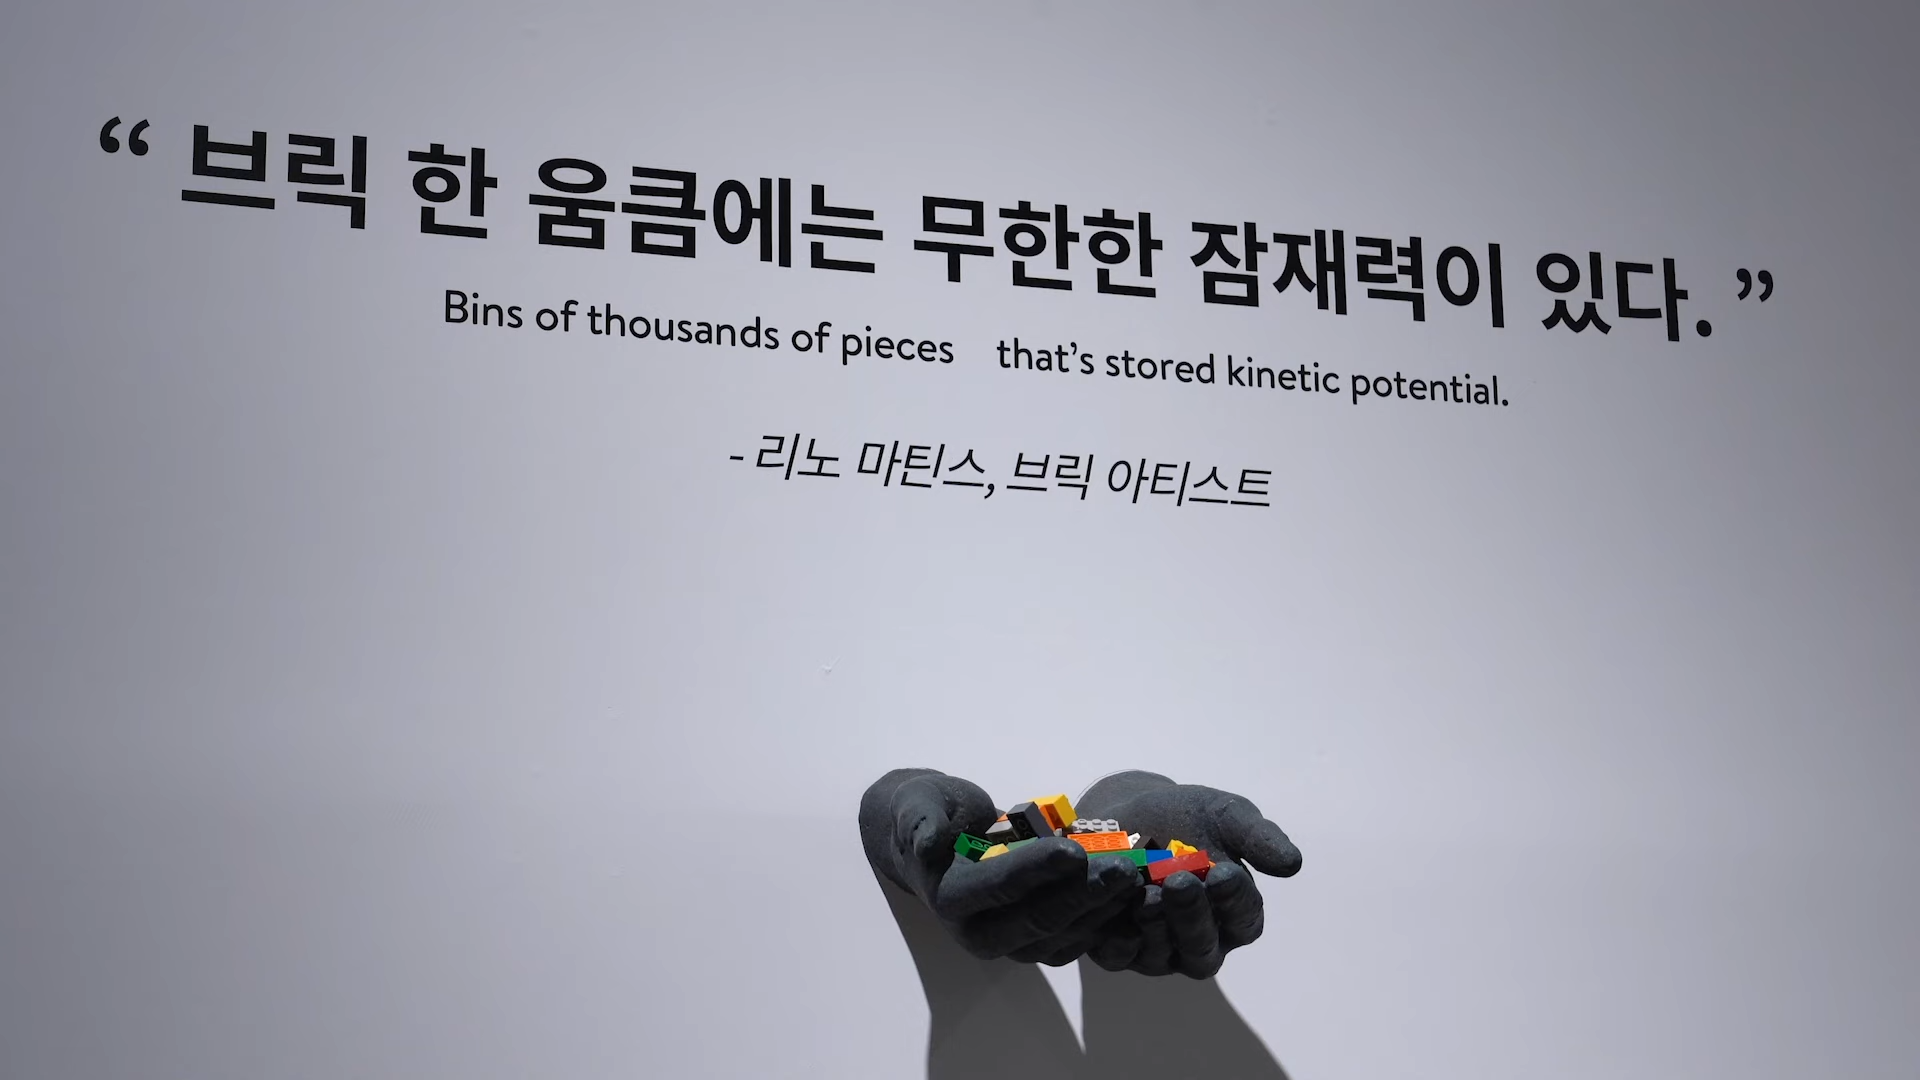 “ 브릭 한 움큼에는 무한한 잠재력이 있다. ”
Bins of thousands of pieces that’s stored kinetic potential.
- 리노 마틴스, 브릭 아티스트